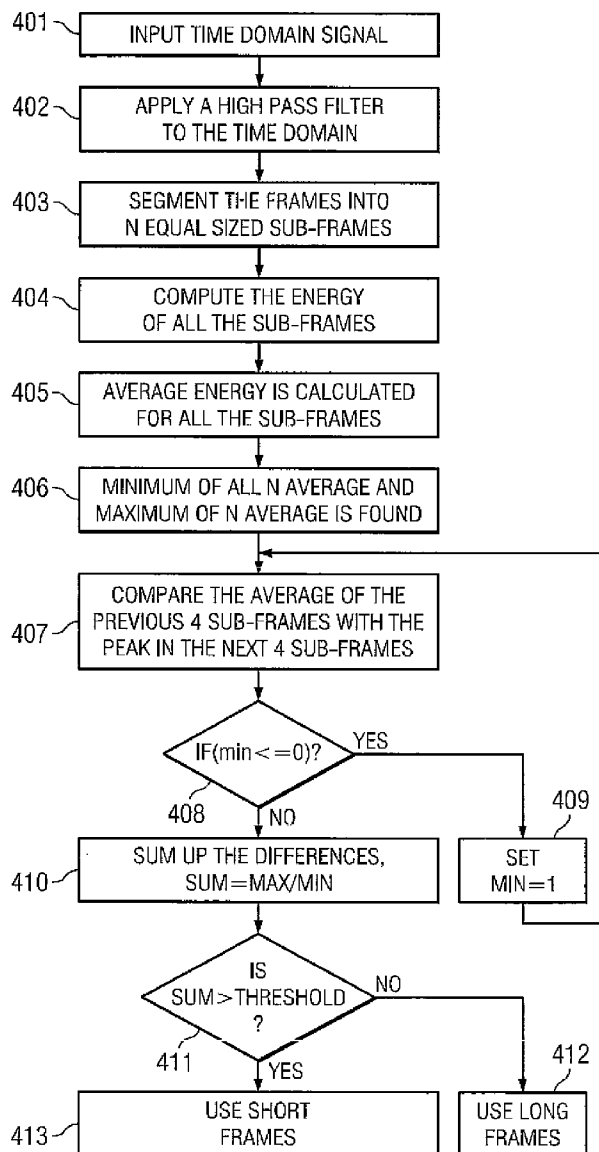 401
INPUT TIME DOMAIN SIGNAL
402
APPLY A HIGH PASS FILTER
TO THE TIME DOMAIN
403
SEGMENT THE FRAMES INTO
N EQUAL SIZED SUB-FRAMES
404
COMPUTE THE ENERGY
OF ALL THE SUB-FRAMES
405
AVERAGE ENERGY IS CALCULATED
FOR ALL THE SUB-FRAMES
406
MINIMUM OF ALL N AVERAGE AND
MAXIMUM OF N AVERAGE IS FOUND
407
COMPARE THE AVERAGE OF THE
PREVIOUS 4 SUB-FRAMES WITH THE
PEAK IN THE NEXT 4 SUB-FRAMES
IF(min<=0)?
YES
408
NO
409
SET
MIN=1
410
SUM UP THE DIFFERENCES,
SUM=MAX/MIN
IS
SUM>THRESHOLD
?
NO
411
YES
412
USE LONG
FRAMES
413
USE SHORT
FRAMES